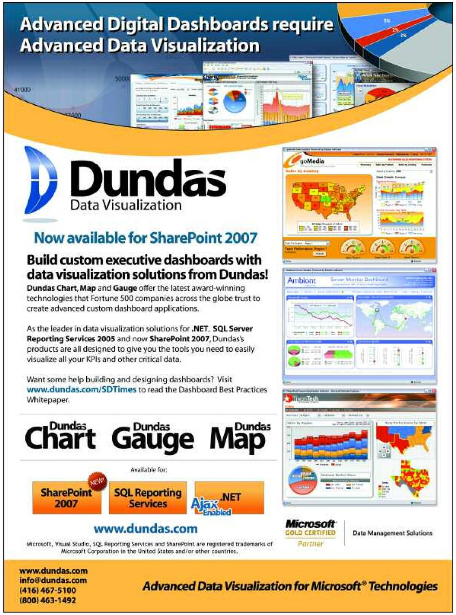 Advanced Digital Dashboards require
Advanced Data Visualization
Dundas
Data Visualization
Now available for SharePoint 2007
Build custom executive dashboards with
data visualization solutions from Dundas!
Dundas Chart, Map and Gauge offer the latest award-winning
technologies that Fortune 500 companies across the globe trust to
create advanced custom dashboard applications.
As the leader in data visualization solutions for .NET, SQL Server
Reporting Services 2005 and now SharePoint 2007, Dundas's
products are all designed to give you the tools you need to easily
visualize all your KPIs and other critical data.
Want some help building and designing dashboards? Visit
www.dundas.com/SDTimes to read the Dashboard Best Practices
Whitepaper.
Dundas Chart
Dundas Gauge
Dundas Map
Available for:
SharePoint
2007
NEW
SQL Reporting
Services
.NET
Ajax
Enabled
www.dundas.com
Microsoft, Visual Studio, SQL Reporting Services and SharePoint are registered trademarks of
Microsoft Corporation in the United States and/or other countries.
goMedia
Ambiont
Server Monitor Dashboard
Microsoft
GOLD CERTIFIED
Partner
Data Management Solutions
www.dundas.com
info@dundas.com
(416) 467-5100
(800) 463-1492
Advanced Data Visualization for Microsoft® Technologies